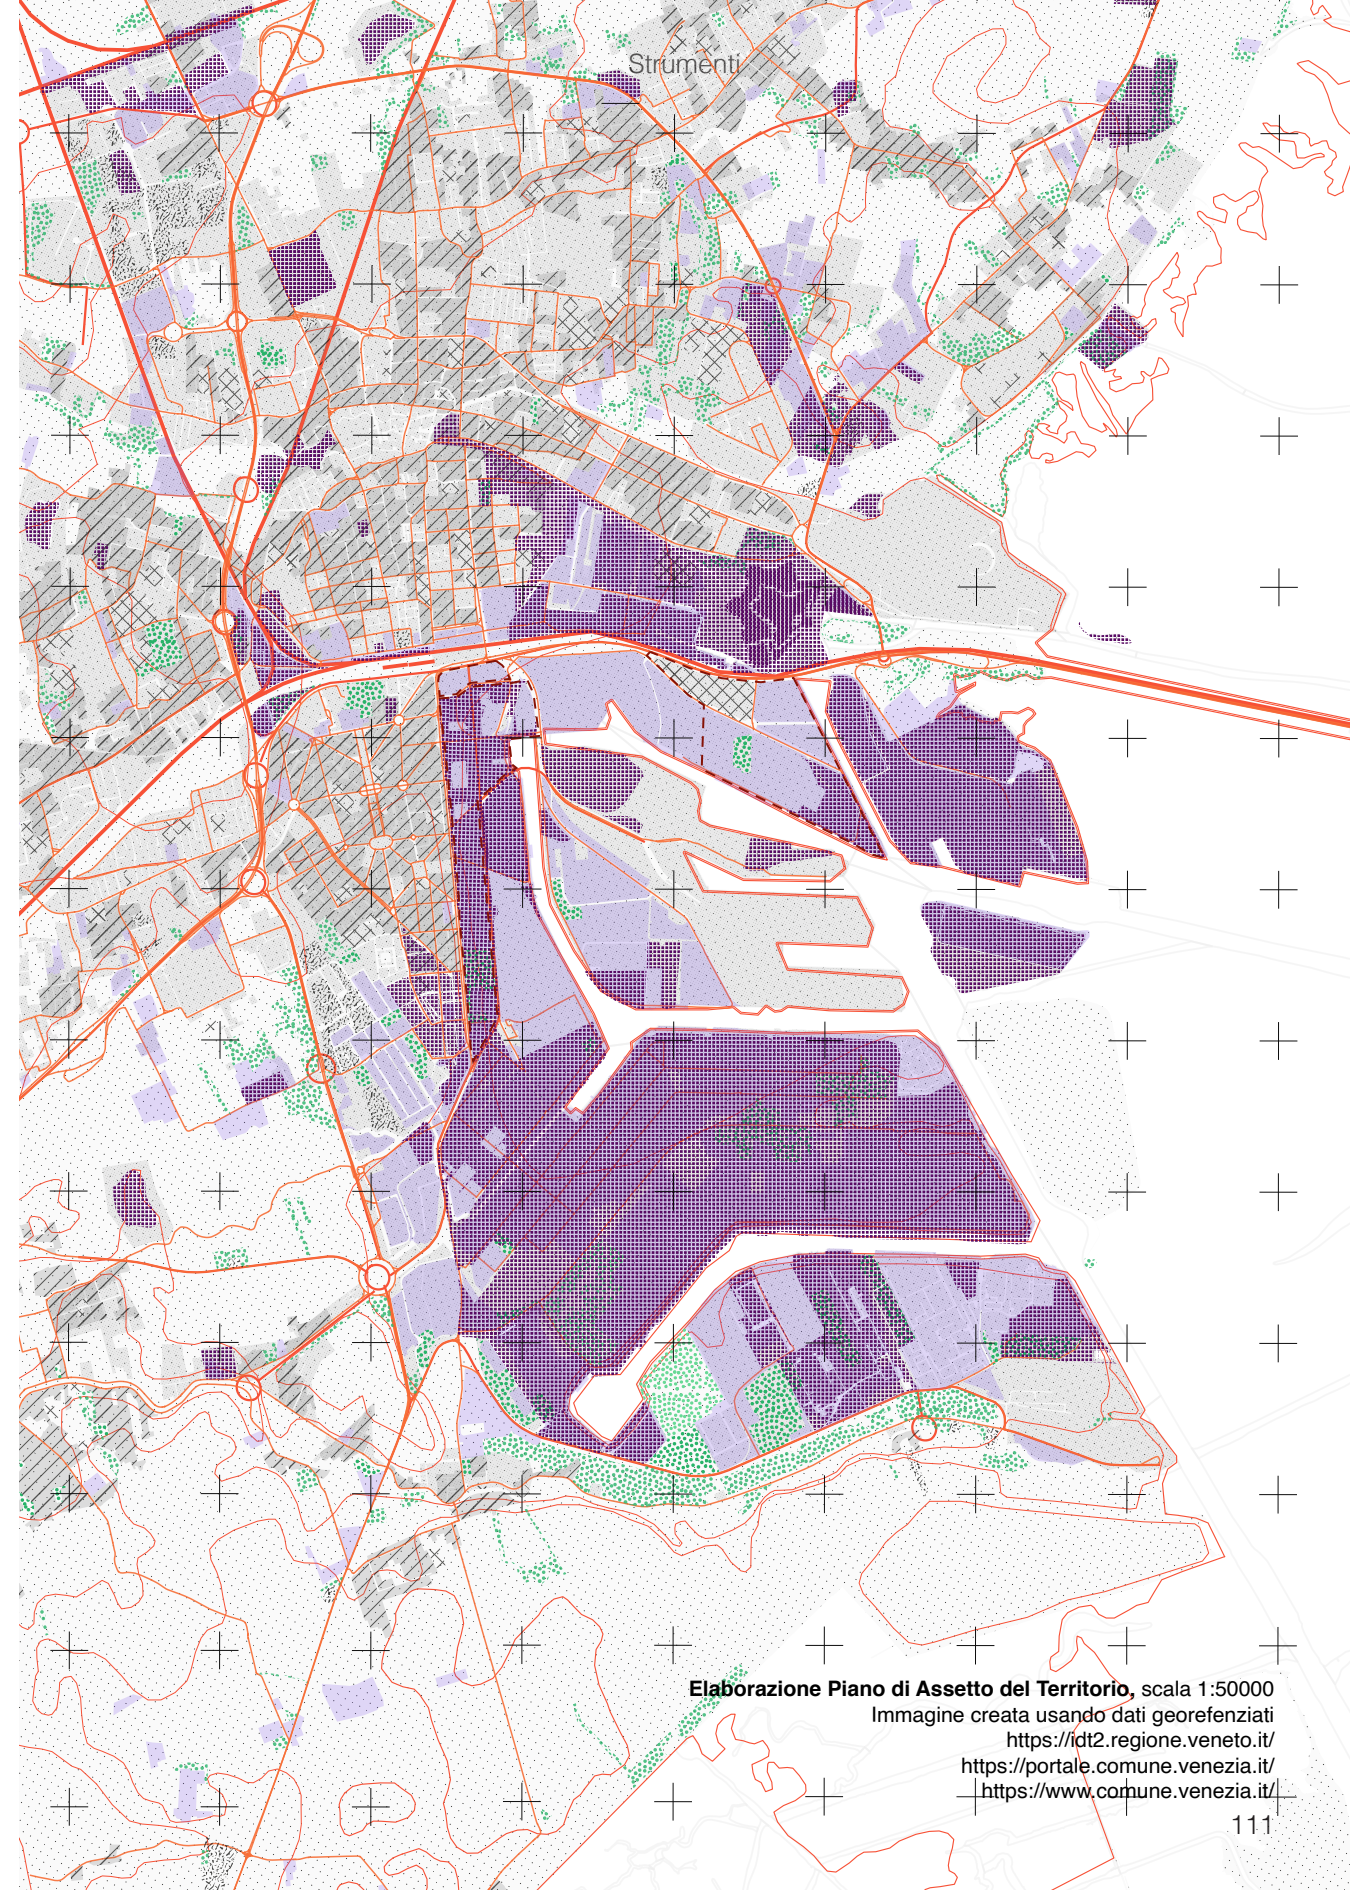 Strumenti
Elaborazione Piano di Assetto del Territorio, scala 1:50000
Immagine creata usando dati georefenziati
https://idt2.regione.veneto.it/
https://portale.comune.venezia.it/
https://www.comune.venezia.it/
111